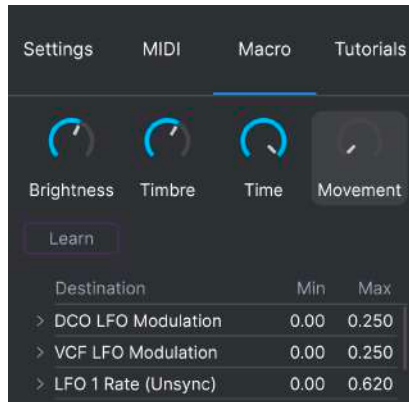 Settings MIDI Macro Tutorials
Brightness Timbre Time Movement
Learn
Destination Min Max
> DCO LFO Modulation 0.00 0.250
> VCF LFO Modulation 0.00 0.250
> LFO 1 Rate (Unsync) 0.00 0.620